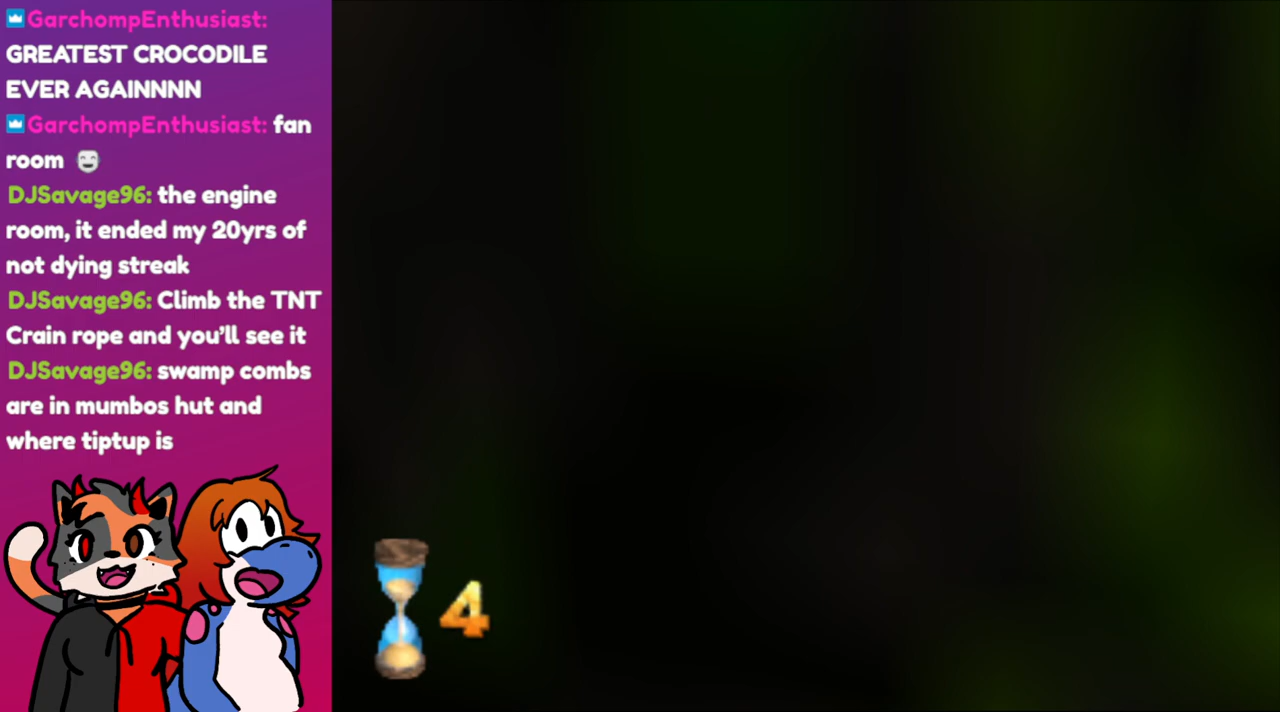 GarchompEnthusiast:
GREATEST CROCODILE
EVER AGAINNNN
GarchompEnthusiast: fan
room
DJSavage96: the engine
room, it ended my 20yrs of
not dying streak
DJSavage96: Climb the TNT
Crain rope and you’ll see it
DJSavage96: swamp combs
are in mumbos hut and
where tiptup is
4